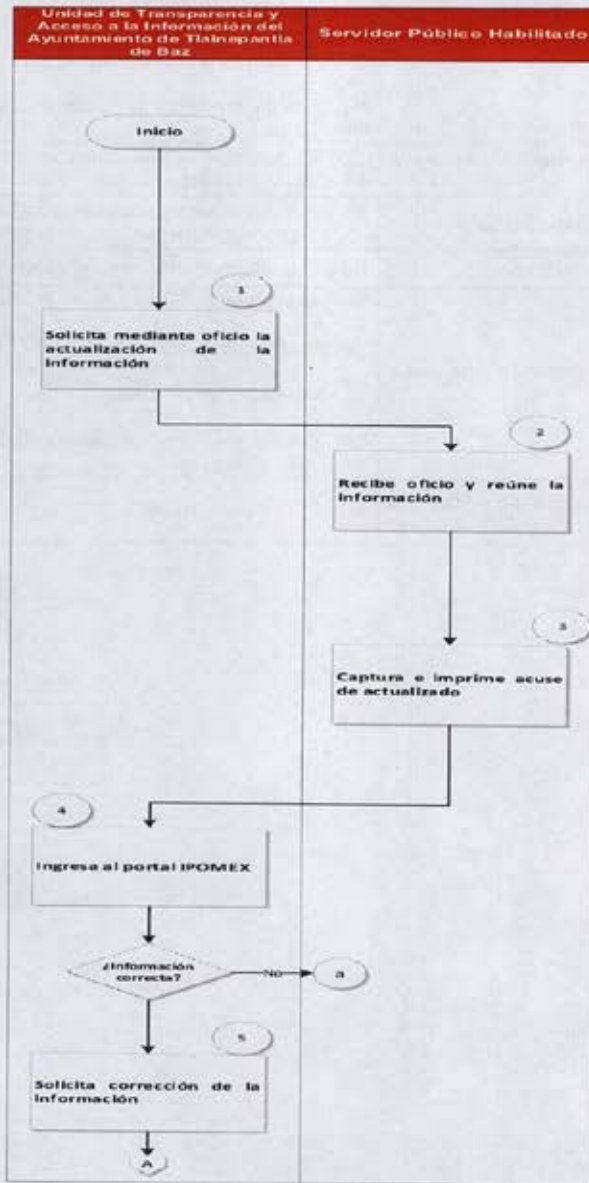 Unidad de Transparencia y
Acceso a la Información del
Ayuntamiento de Tlalnepantla
de Baz
Servidor Público Habilitado
Inicio
1
Solicita mediante oficio la
actualización de la
información
2
Recibe oficio y reúne la
información
3
Captura e imprime acuse
de actualizado
4
Ingresa al portal IPOMEX
¿Información
correcta?
No
a
5
Solicita corrección de la
información
A